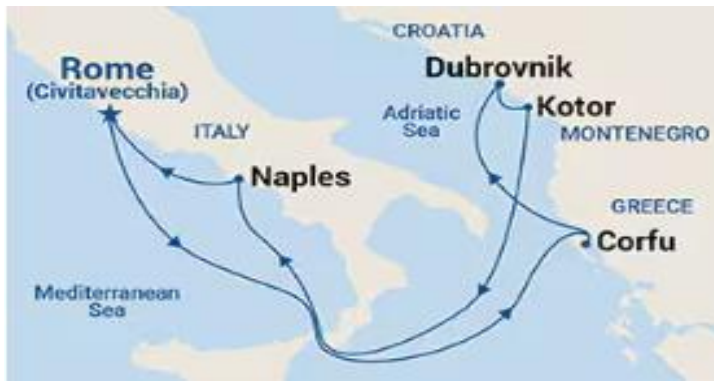 CROATIA
Rome
(Civitavecchia)
Dubrovnik
Kotor
Adriatic
Sea
ITALY
MONTENEGRO
Naples
GREECE
Corfu
Mediterranean
Sea